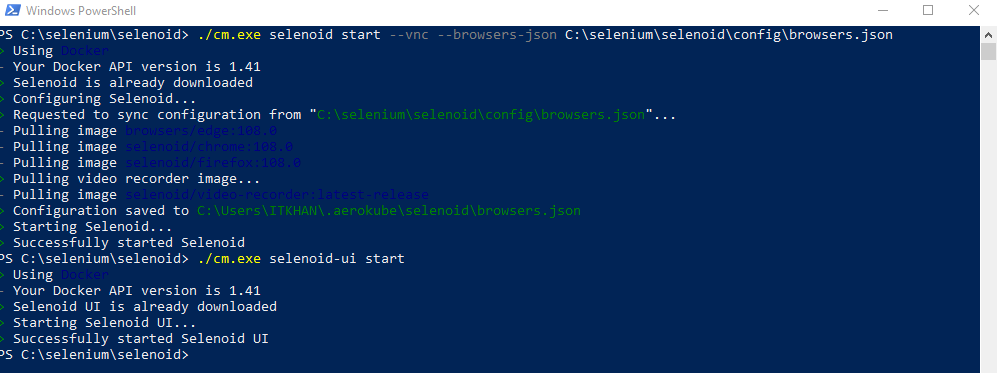 Windows PowerShell
PS C:\selenium\selenoid> ./cm.exe selenoid start --vnc --browsers-json C:\selenium\selenoid\config\browsers.json
> Using Docker
- Your Docker API version is 1.41
> Selenoid is already downloaded
> Configuring Selenoid...
> Requested to sync configuration from "C:\selenium\selenoid\config\browsers.json"...
- Pulling image browsers/edge:108.0
- Pulling image selenoid/chrome:108.0
- Pulling image selenoid/firefox:108.0
> Pulling video recorder image...
- Pulling image selenoid/video-recorder:latest-release
> Configuration saved to C:\Users\ITKHAN\.aerokube\selenoid\browsers.json
> Starting Selenoid...
> Successfully started Selenoid
PS C:\selenium\selenoid> ./cm.exe selenoid-ui start
> Using Docker
- Your Docker API version is 1.41
> Selenoid UI is already downloaded
> Starting Selenoid UI...
> Successfully started Selenoid UI
PS C:\selenium\selenoid>